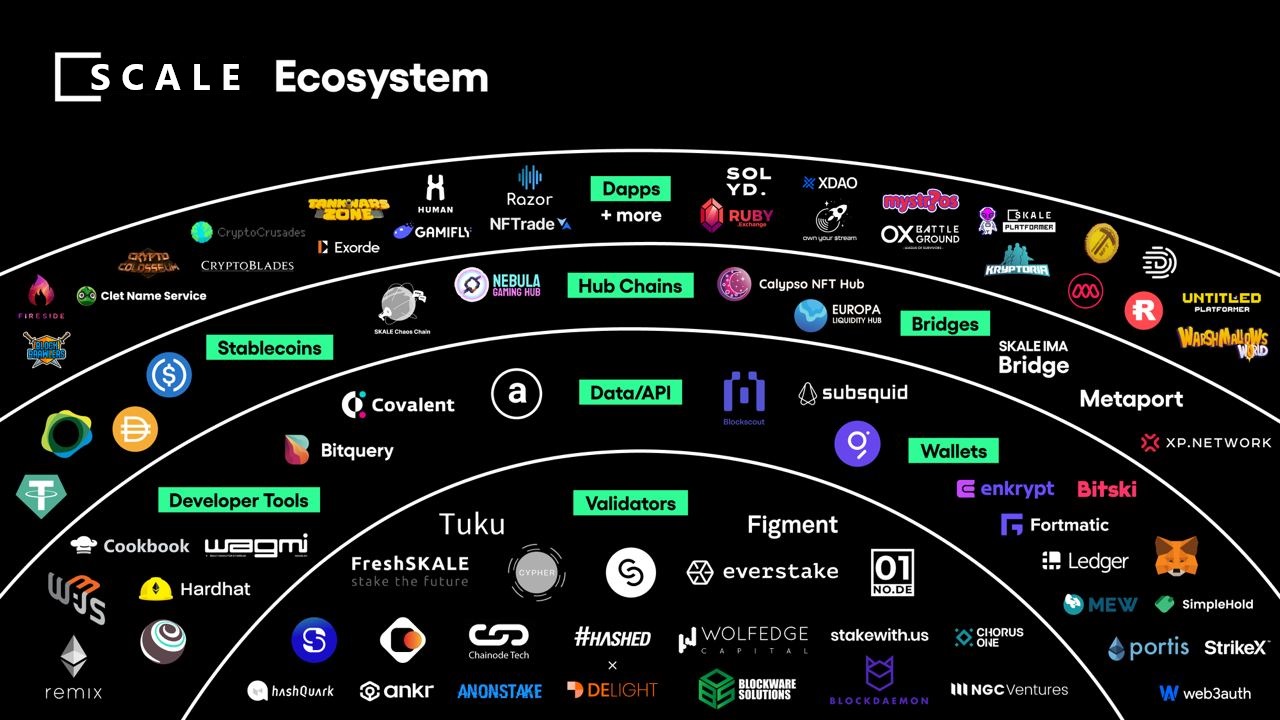 SCALE Ecosystem
Dapps
+ more
TANKWARS
ZONE
HUMAN
Razor
NFTrade
SOL
YD.
RUBY
.Exchange
XDAO
own your stream
mystrios
OX BATTLE
GROUND
SKALE
PLATFORMER
KRYPTORIA
CryptoCrusades
GAMIFLY
Exorde
CRYPTO
COLOSSEUM
CRYPTOBLADES
FIRESIDE
Clet Name Service
BLOCK
BRAWLERS
UNTITLED
PLATFORMER
WARSHMALLOWS
WORLD
Hub Chains
NEBULA
GAMING HUB
Calypso NFT Hub
SKALE Chaos Chain
EUROPA
LIQUIDITY HUB
Stablecoins
Bridges
SKALE IMA
Bridge
Metaport
XP.NETWORK
Data/API
Covalent
a
Blockscout
subsquid
Bitquery
Wallets
enkrypt
Bitski
Fortmatic
Ledger
MEW
SimpleHold
portis
StrikeX
web3auth
Developer Tools
Cookbook
wagmi
W3JS
Hardhat
remix
Validators
Tuku
Figment
FreshSKALE
stake the future
CYPHER
everstake
01
NO.DE
Chainode Tech
#HASHED
×
DELIGHT
WOLFEDGE
CAPITAL
stakewith.us
CHORUS
ONE
hashQuark
ankr
ANONSTAKE
BLOCKWARE
SOLUTIONS
BLOCKDAEMON
NGC Ventures